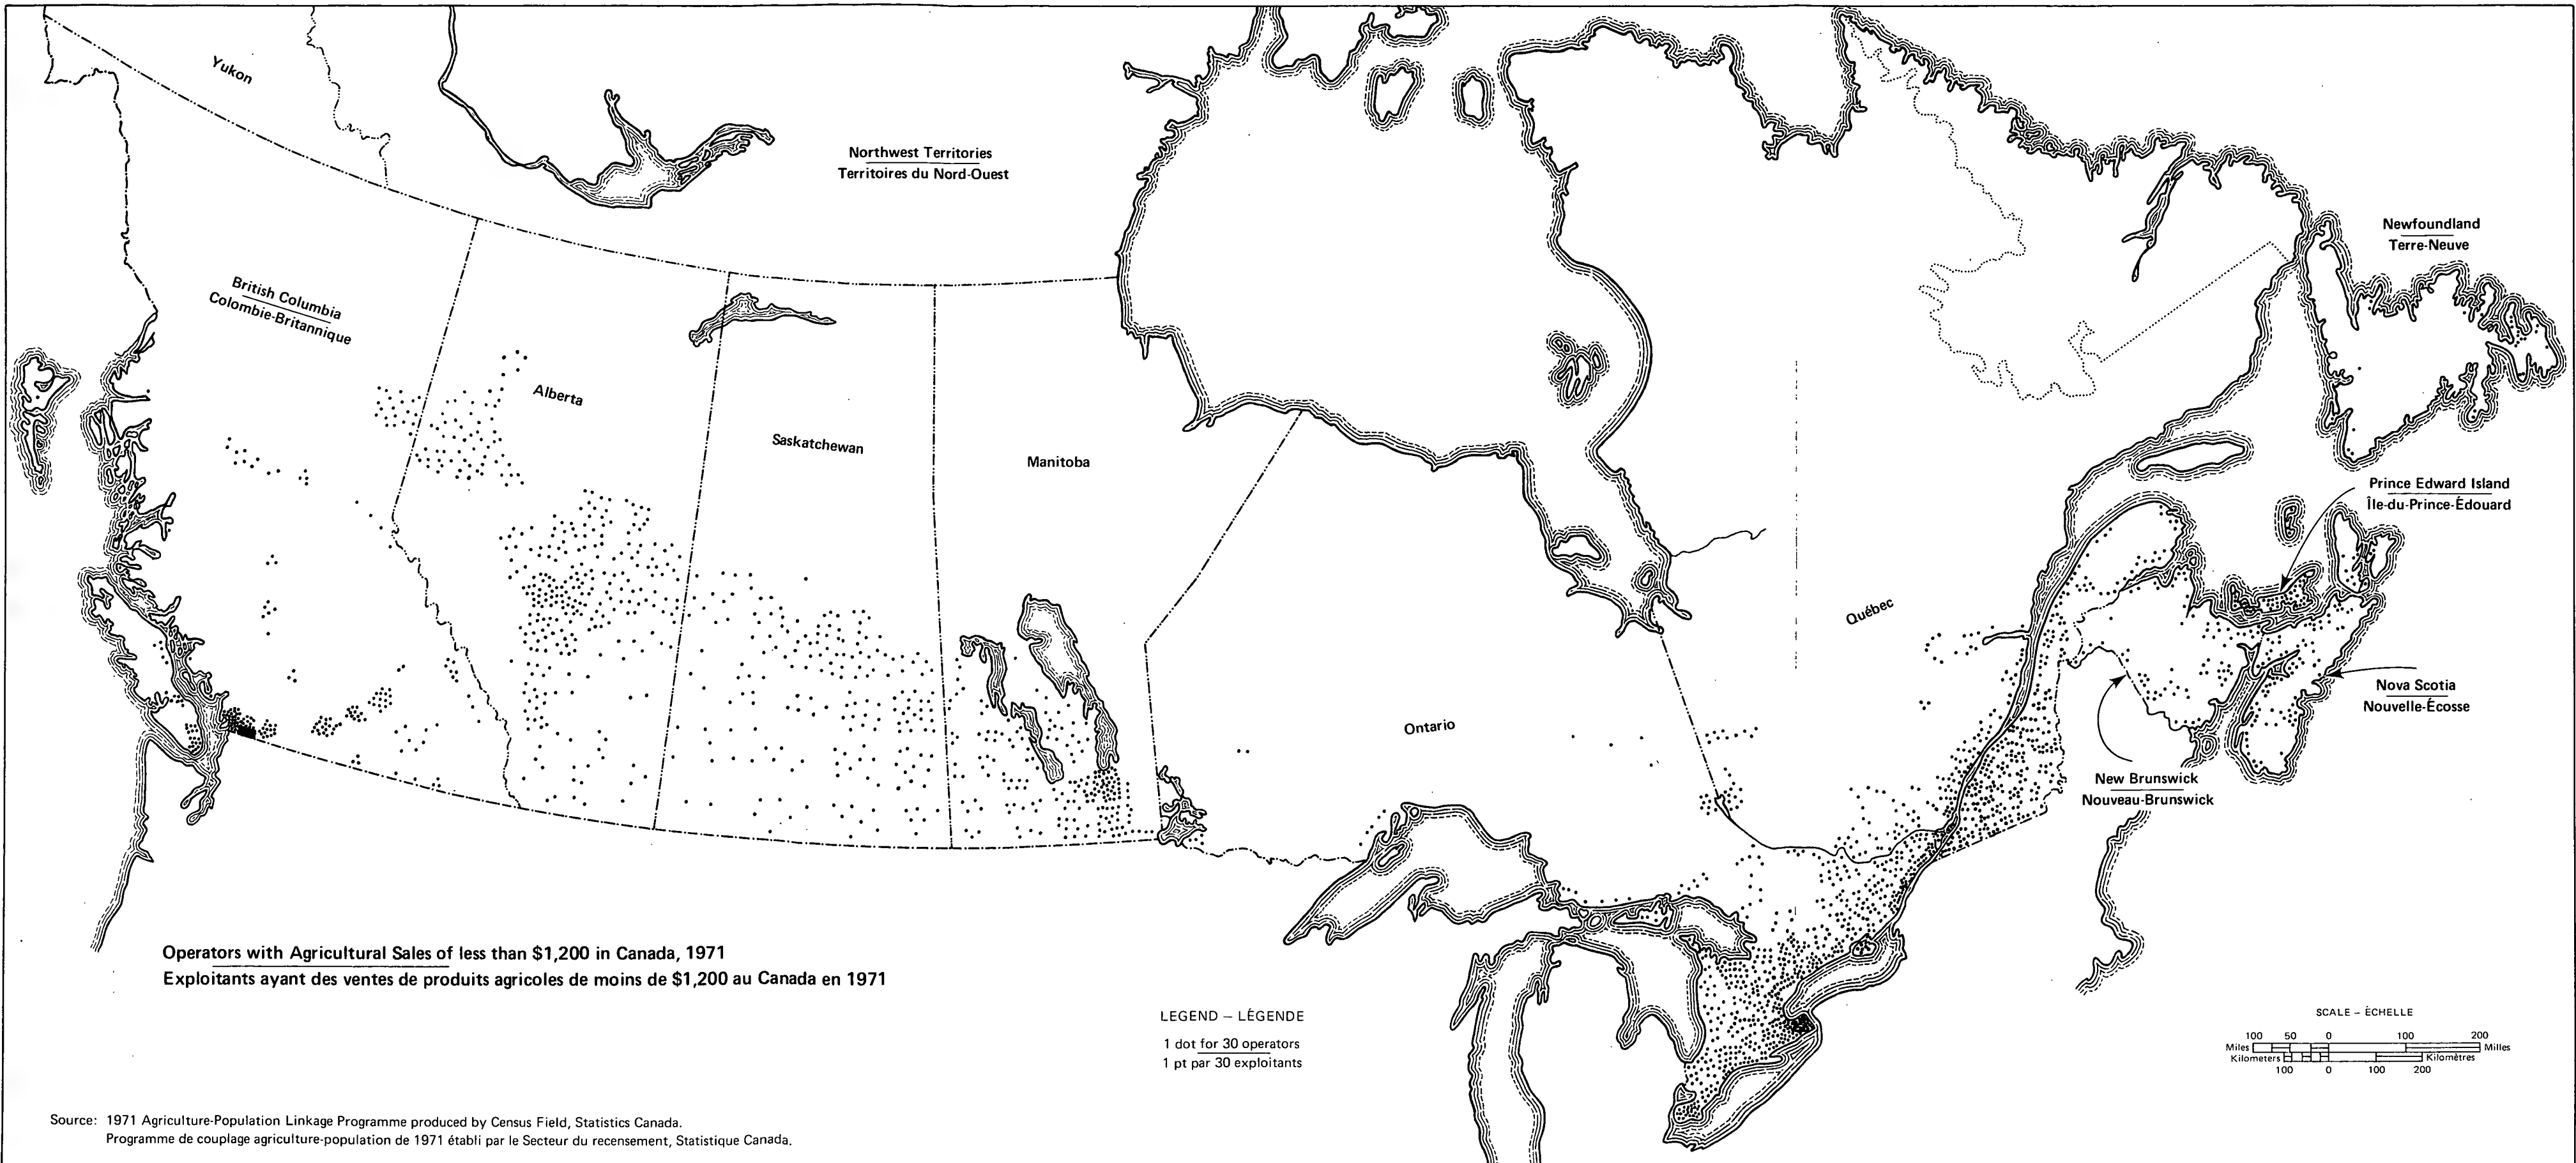 Yukon
Northwest Territories
Territoires du Nord-Ouest
Newfoundland
Terre-Neuve
British Columbia
Colombie-Britannique
Alberta
Saskatchewan
Manitoba
Prince Edward Island
Île-du-Prince-Édouard
Québec
Ontario
Nova Scotia
Nouvelle-Écosse
New Brunswick
Nouveau-Brunswick
Operators with Agricultural Sales of less than $1,200 in Canada, 1971
Exploitants ayant des ventes de produits agricoles de moins de $1,200 au Canada en 1971
LEGEND – LÉGENDE
1 dot for 30 operators
1 pt par 30 exploitants
SCALE – ÉCHELLE
100 50 0 100 200
Miles Milles
Kilometers Kilomètres
100 0 100 200
Source: 1971 Agriculture-Population Linkage Programme produced by Census Field, Statistics Canada.
Programme de couplage agriculture-population de 1971 établi par le Secteur du recensement, Statistique Canada.